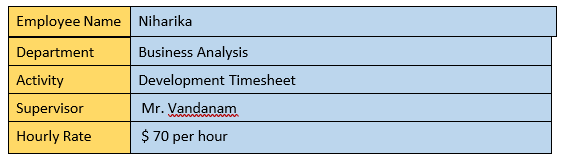 Employee Name Niharika
Department Business Analysis
Activity Development Timesheet
Supervisor Mr. Vandanam
Hourly Rate $ 70 per hour